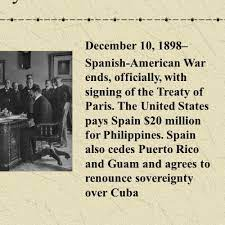 December 10, 1898–
Spanish-American War
ends, officially, with
signing of the Treaty of
Paris. The United States
pays Spain $20 million
for Philippines. Spain
also cedes Puerto Rico
and Guam and agrees to
renounce sovereignty
over Cuba